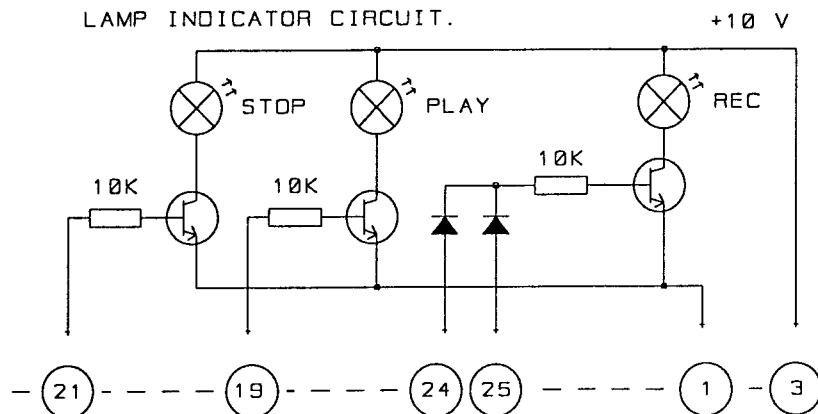 LAMP INDICATOR CIRCUIT. +10 V
STOP PLAY REC
10K 10K 10K
21 19 24 25 1 3